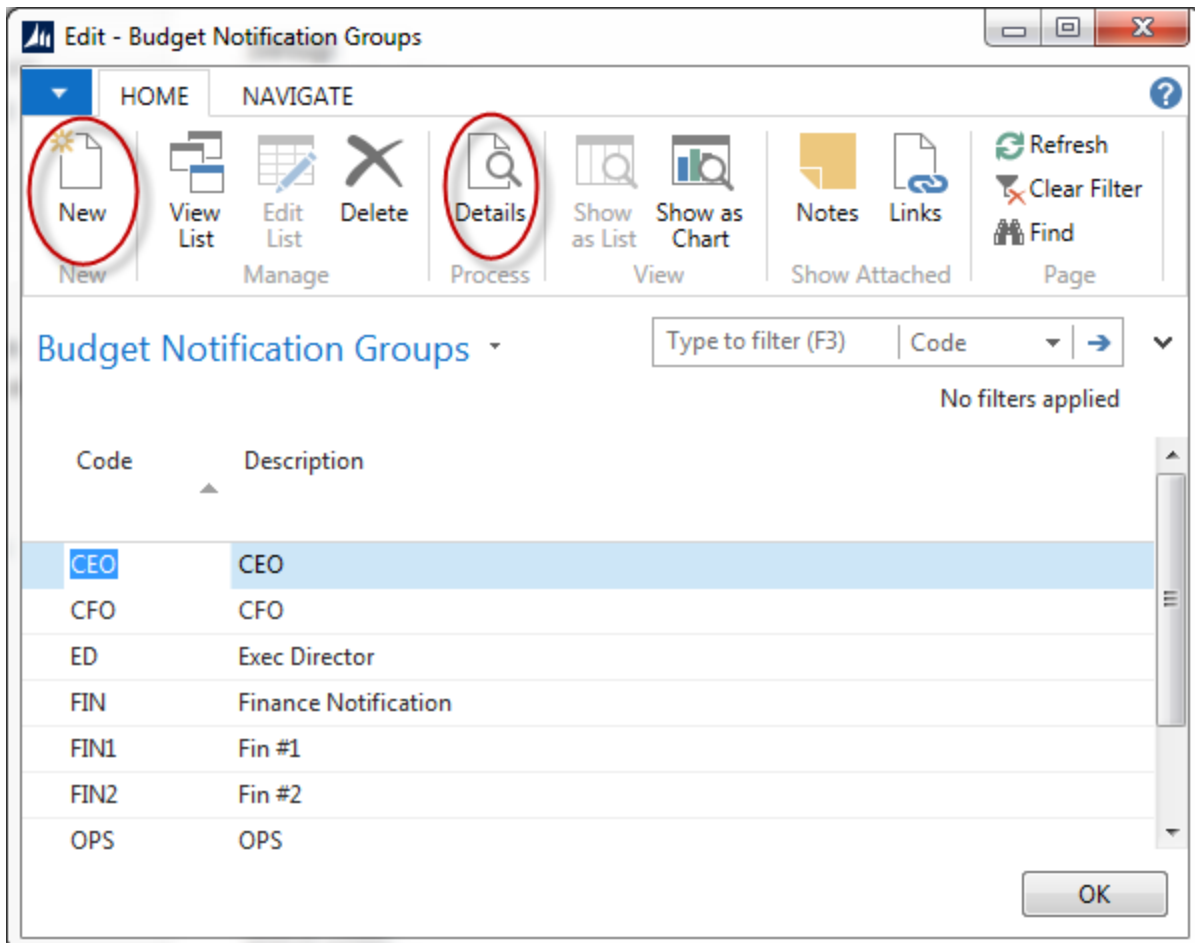 Edit - Budget Notification Groups
HOME NAVIGATE
New
View List
Edit List
Delete
Details
Show as List
Show as Chart
Notes
Links
Refresh
Clear Filter
Find
New Manage Process View Show Attached Page
Budget Notification Groups
Type to filter (F3) Code
No filters applied
Code Description
CEO CEO
CFO CFO
ED Exec Director
FIN Finance Notification
FIN1 Fin #1
FIN2 Fin #2
OPS OPS
OK